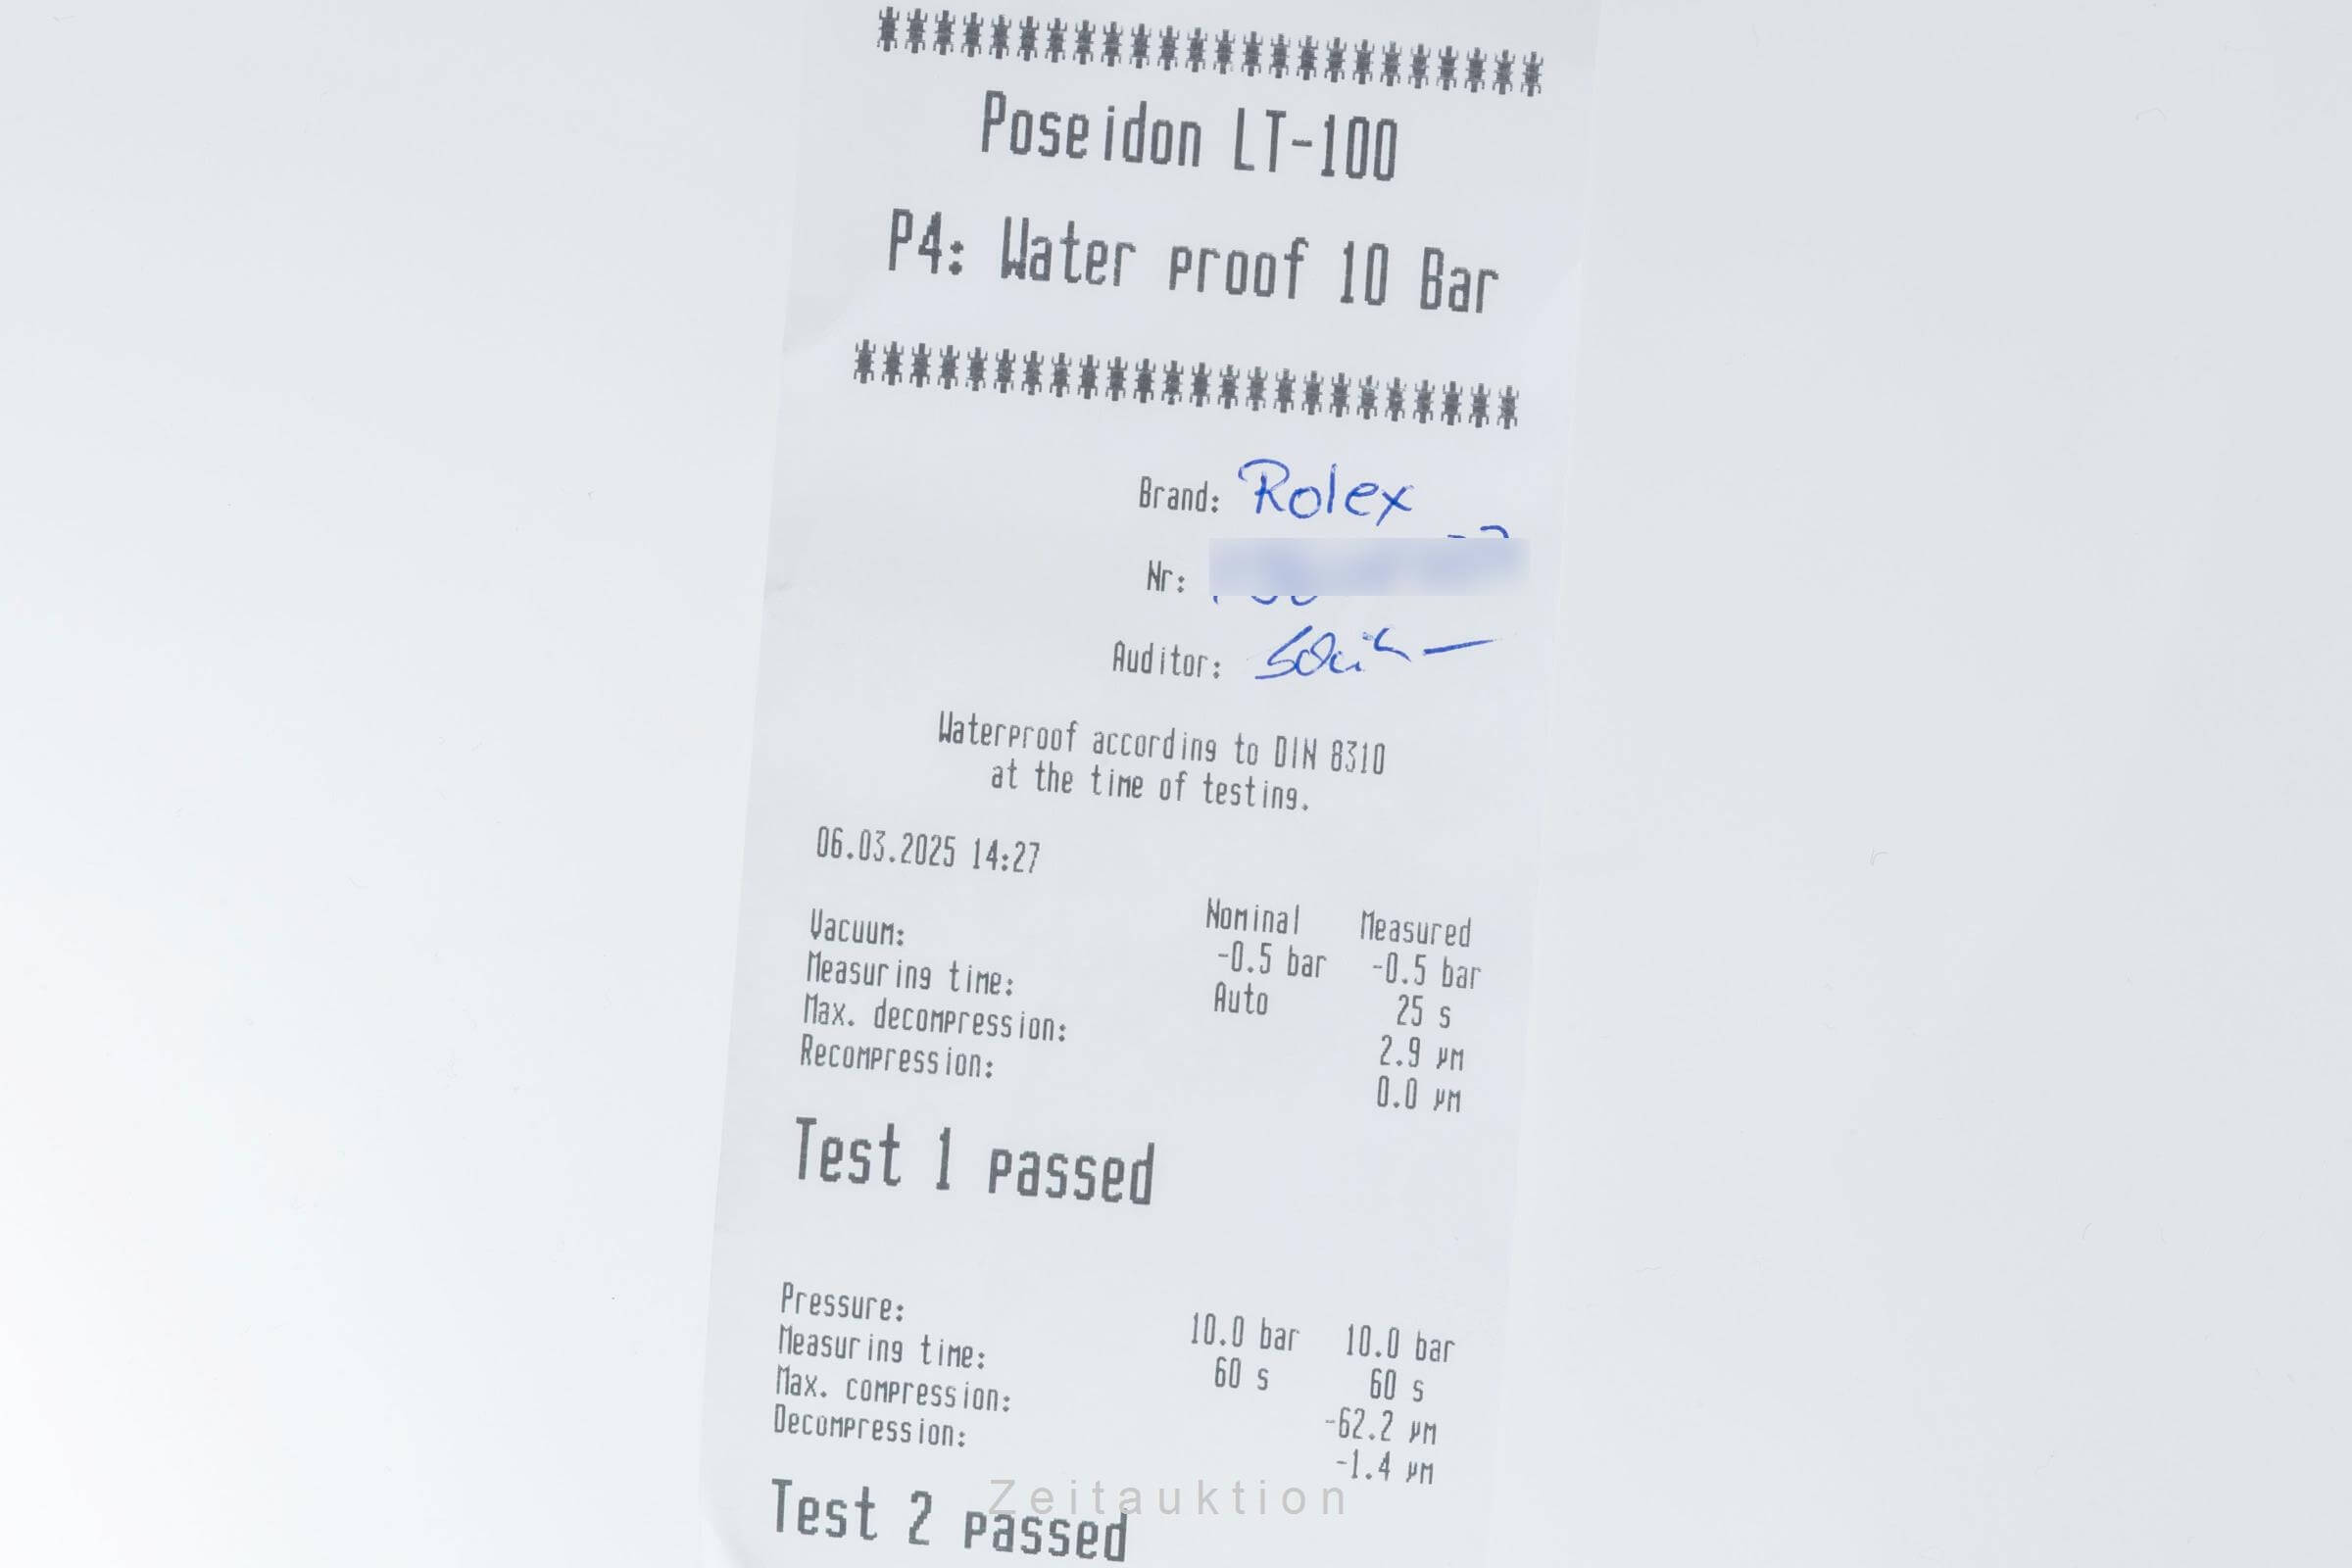 ************************
Poseidon LT-100
P4: Water proof 10 Bar
************************
Brand: Rolex
Nr:
Auditor:
Waterproof according to DIN 8310
at the time of testing.
06.03.2025 14:27
Nominal Measured
Vacuum: -0.5 bar -0.5 bar
Measuring time: Auto 25 s
Max. decompression: 2.9 µm
Recompression: 0.0 µm
Test 1 passed
Pressure: 10.0 bar 10.0 bar
Measuring time: 60 s 60 s
Max. compression: -62.2 µm
Decompression: -1.4 µm
Test 2 passed
Zeitauktion